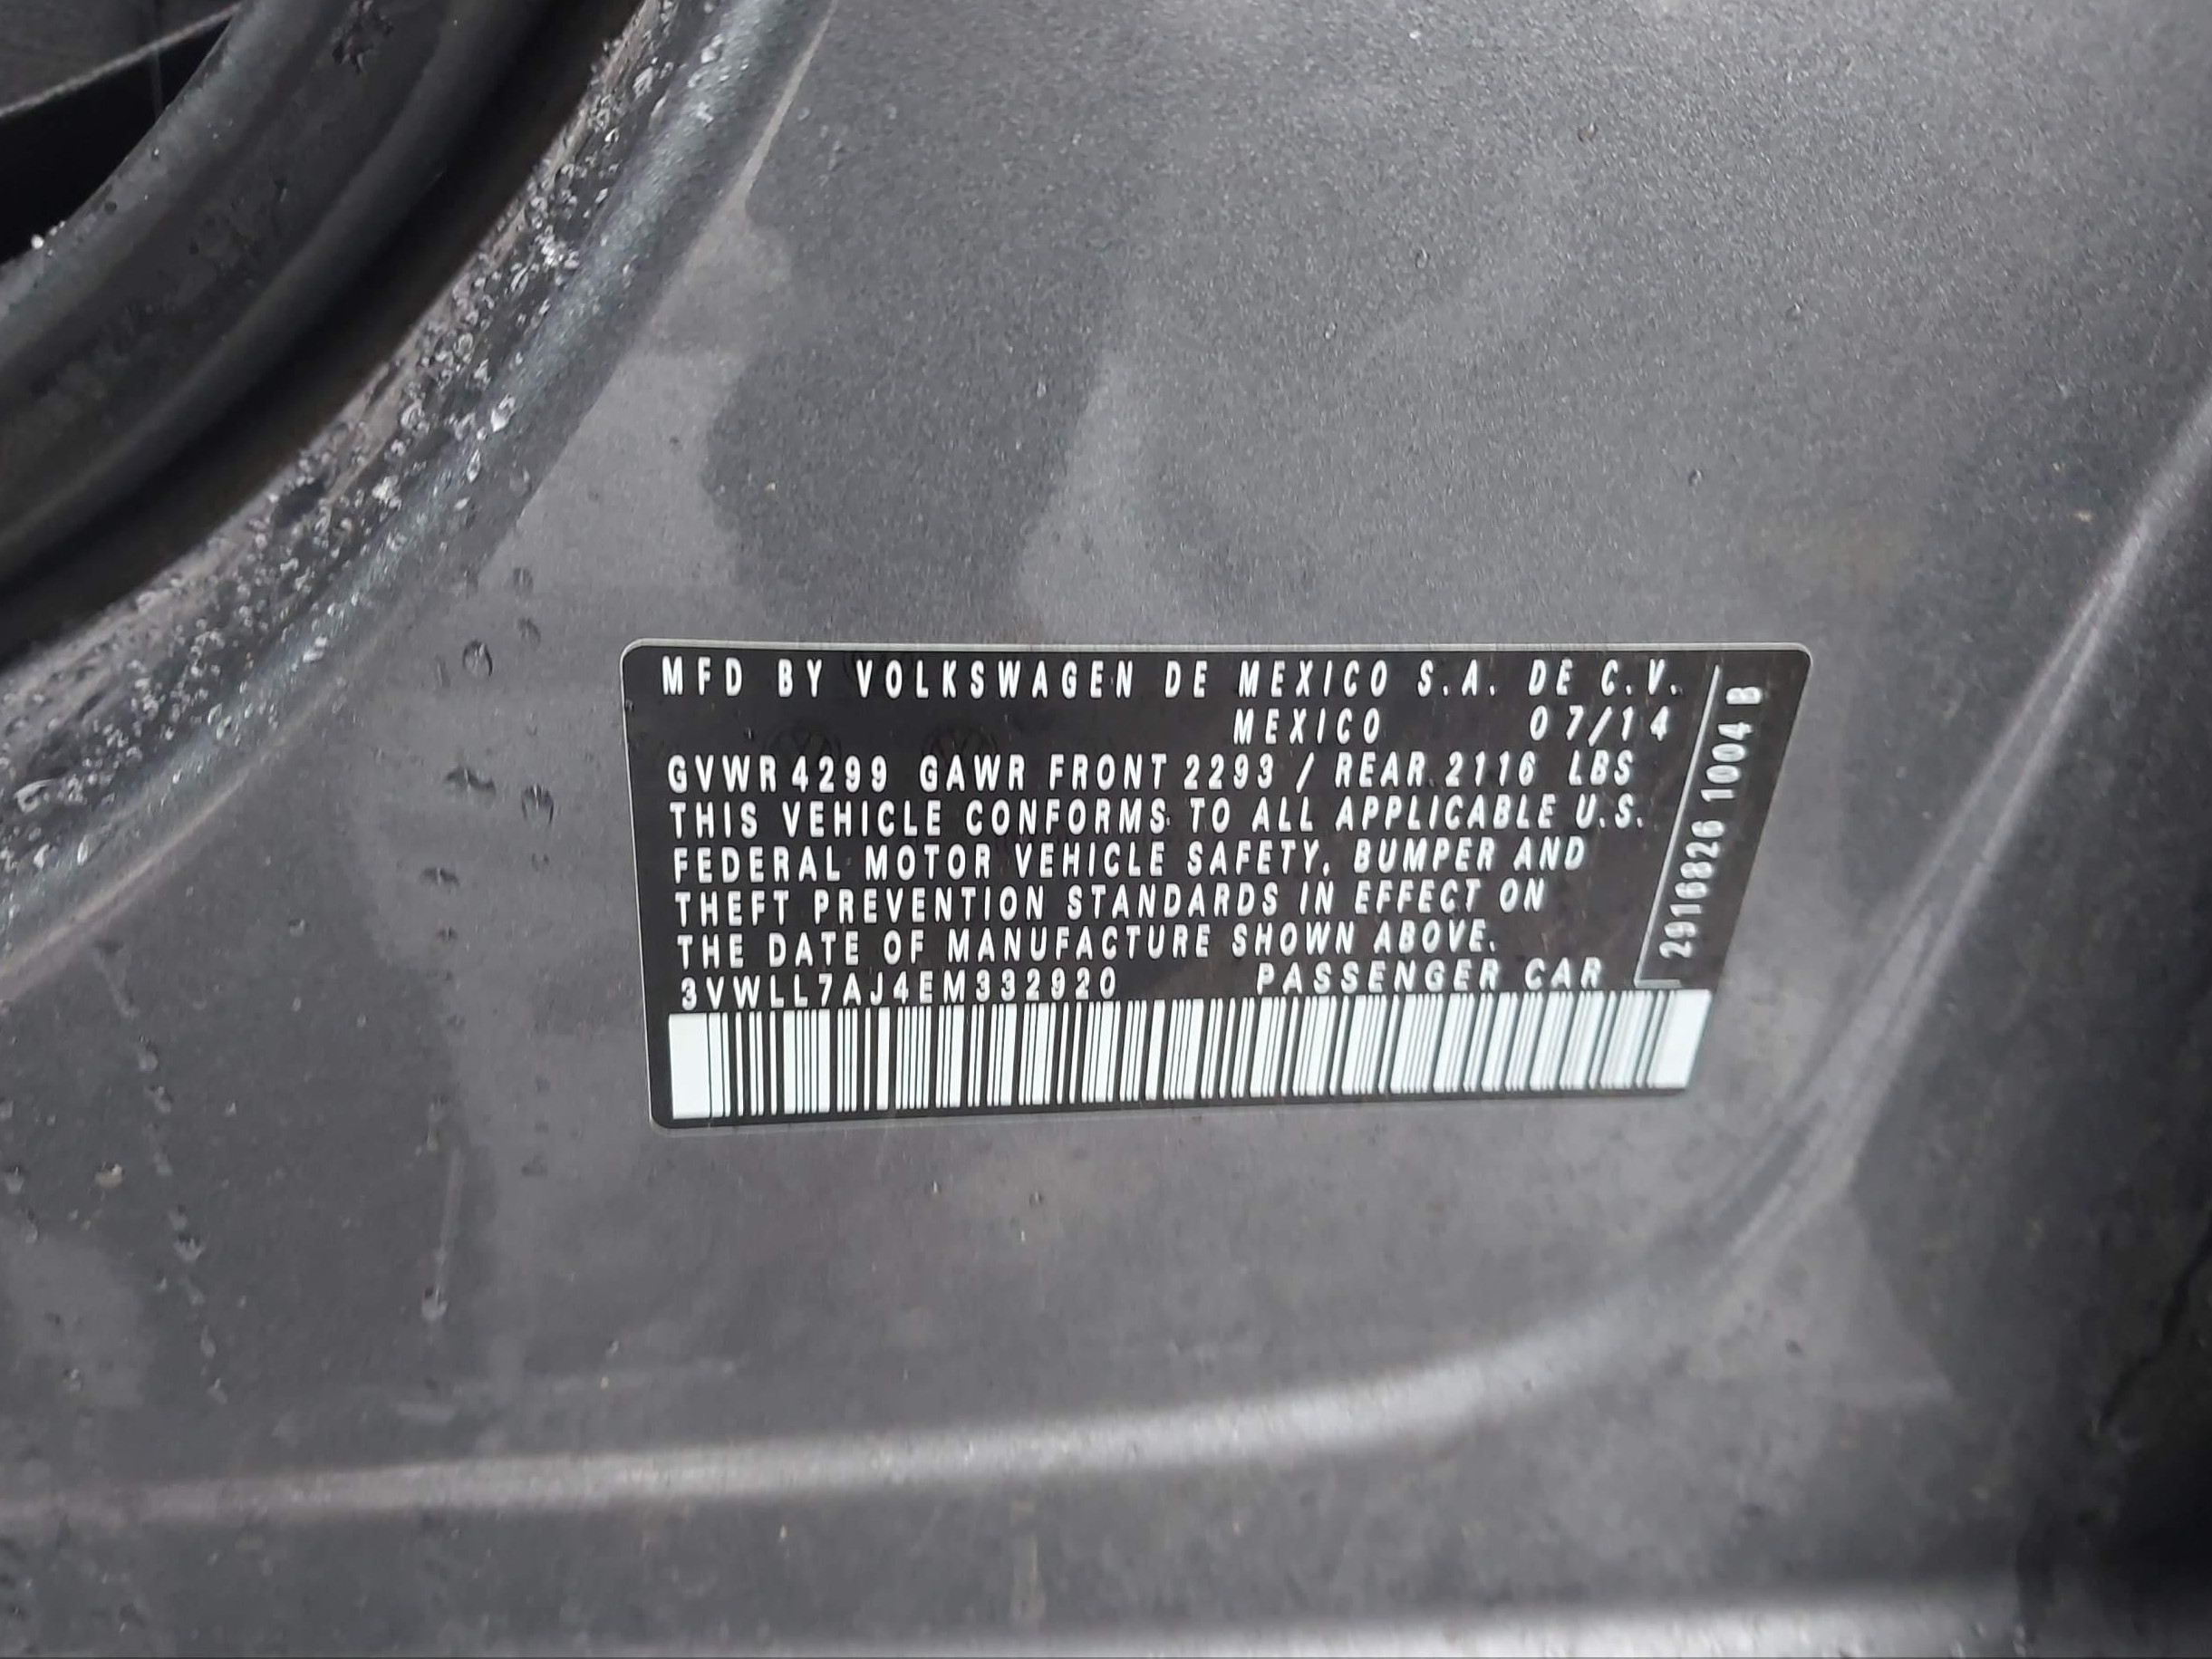 MFD BY VOLKSWAGEN DE MEXICO S.A. DE C.V.
MEXICO 07/14
GVWR 4299 GAWR FRONT 2293 / REAR 2116 LBS
THIS VEHICLE CONFORMS TO ALL APPLICABLE U.S.
FEDERAL MOTOR VEHICLE SAFETY, BUMPER AND
THEFT PREVENTION STANDARDS IN EFFECT ON
THE DATE OF MANUFACTURE SHOWN ABOVE.
3VWLL7AJ4EM332920 PASSENGER CAR
2916826 1004 B